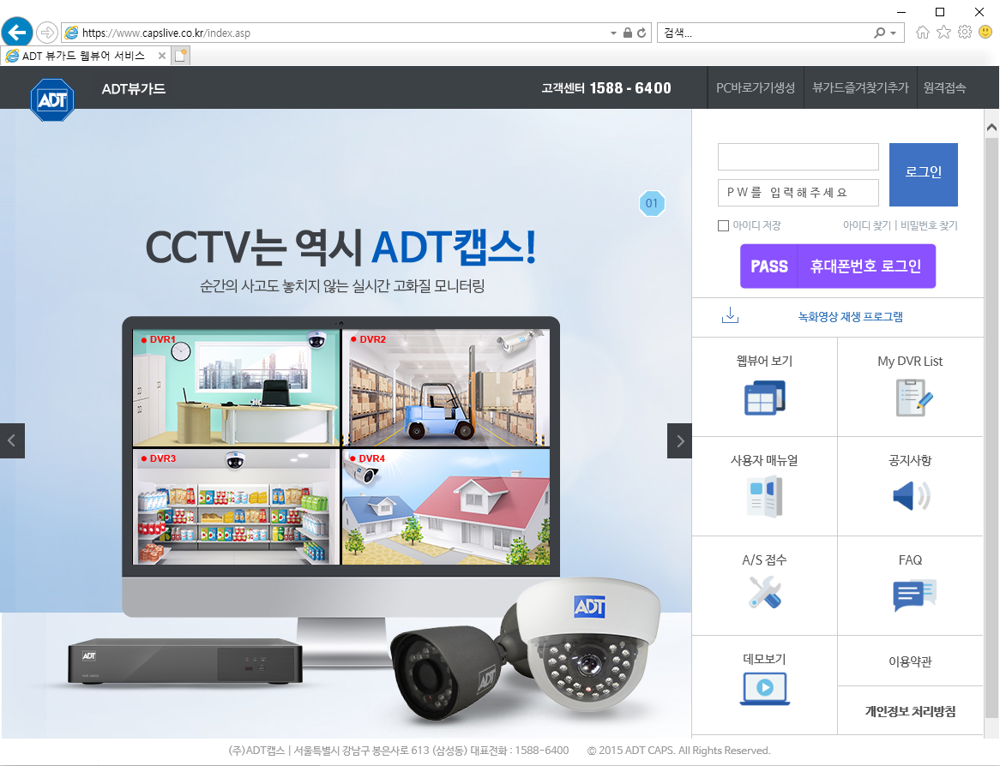 https://www.capslive.co.kr/index.asp
검색...
ADT 뷰가드 웹뷰어 서비스
ADT
ADT뷰가드
고객센터 1588 - 6400
PC바로가기생성
뷰가드즐겨찾기추가
원격접속
01
CCTV는 역시 ADT캡스!
순간의 사고도 놓치지 않는 실시간 고화질 모니터링
DVR1
DVR2
DVR3
DVR4
ADT
ADT
ADT
PW를 입력해주세요
로그인
아이디 저장
아이디 찾기 | 비밀번호 찾기
PASS 휴대폰번호 로그인
녹화영상 재생 프로그램
웹뷰어 보기
My DVR List
사용자 매뉴얼
공지사항
A/S 접수
FAQ
데모보기
이용약관
개인정보 처리방침
(주)ADT캡스 | 서울특별시 강남구 봉은사로 613 (삼성동) 대표전화 : 1588-6400 © 2015 ADT CAPS. All Rights Reserved.